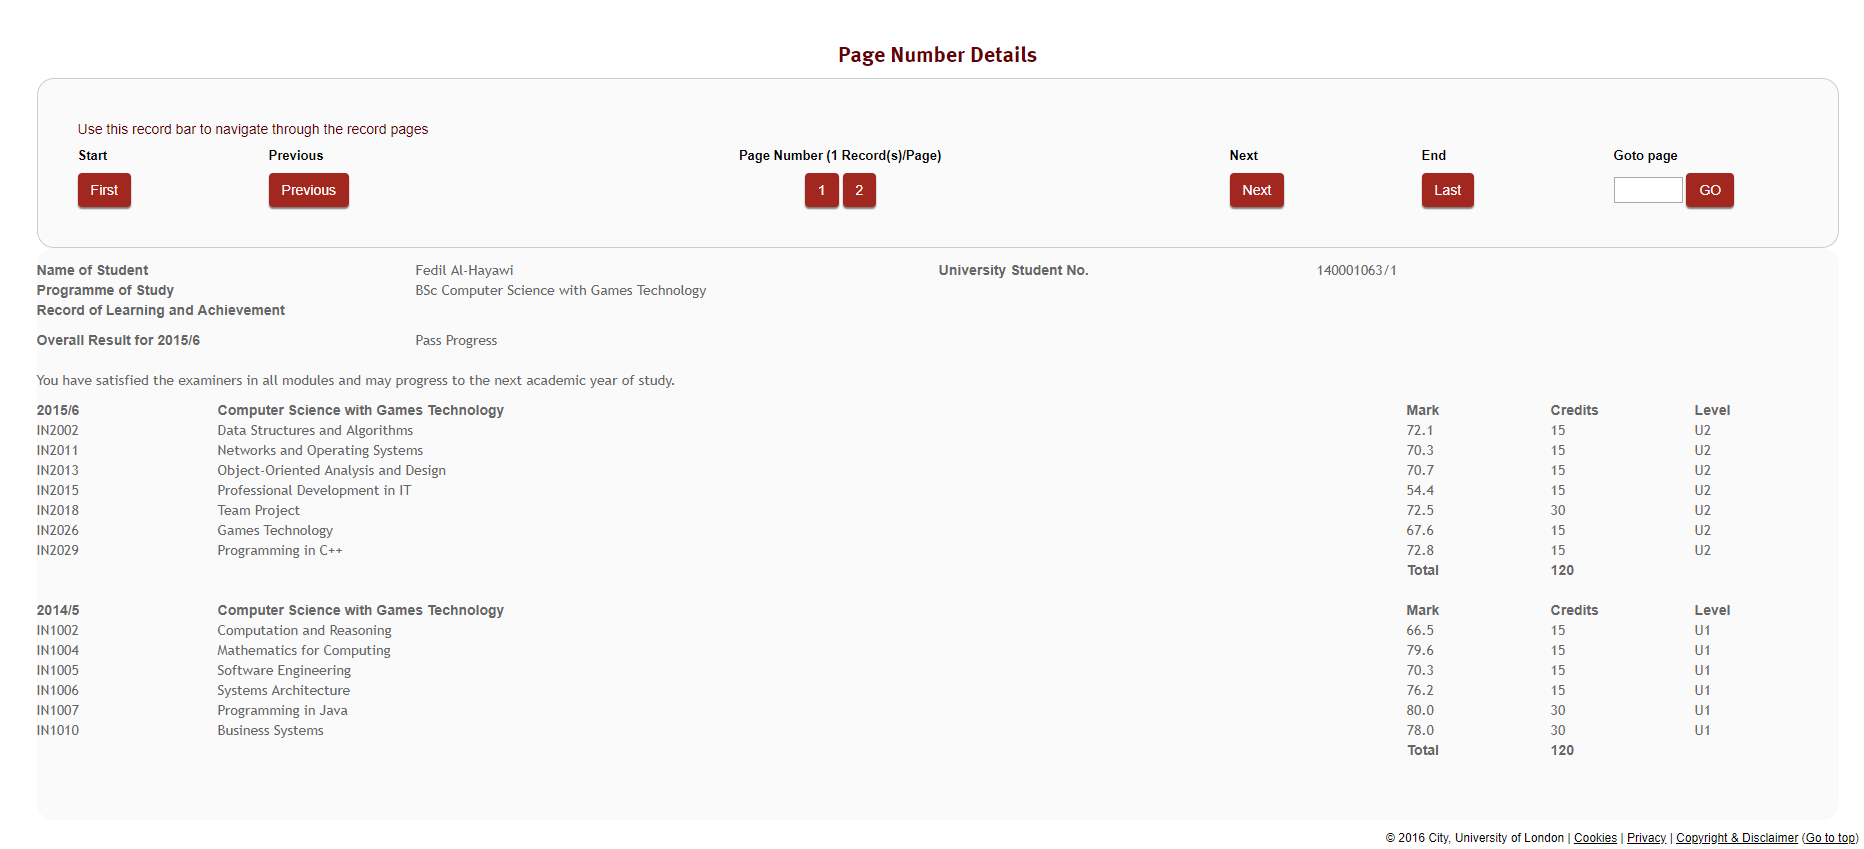 Page Number Details
Use this record bar to navigate through the record pages
Start Previous Page Number (1 Record(s)/Page) Next End Goto page
First Previous 1 2 Next Last GO
Name of Student Fedil Al-Hayawi University Student No. 140001063/1
Programme of Study BSc Computer Science with Games Technology
Record of Learning and Achievement
Overall Result for 2015/6 Pass Progress
You have satisfied the examiners in all modules and may progress to the next academic year of study.
2015/6 Computer Science with Games Technology Mark Credits Level
IN2002 Data Structures and Algorithms 72.1 15 U2
IN2011 Networks and Operating Systems 70.3 15 U2
IN2013 Object-Oriented Analysis and Design 70.7 15 U2
IN2015 Professional Development in IT 54.4 15 U2
IN2018 Team Project 72.5 30 U2
IN2026 Games Technology 67.6 15 U2
IN2029 Programming in C++ 72.8 15 U2
Total 120
2014/5 Computer Science with Games Technology Mark Credits Level
IN1002 Computation and Reasoning 66.5 15 U1
IN1004 Mathematics for Computing 79.6 15 U1
IN1005 Software Engineering 70.3 15 U1
IN1006 Systems Architecture 76.2 15 U1
IN1007 Programming in Java 80.0 30 U1
IN1010 Business Systems 78.0 30 U1
Total 120
© 2016 City, University of London | Cookies | Privacy | Copyright & Disclaimer (Go to top)